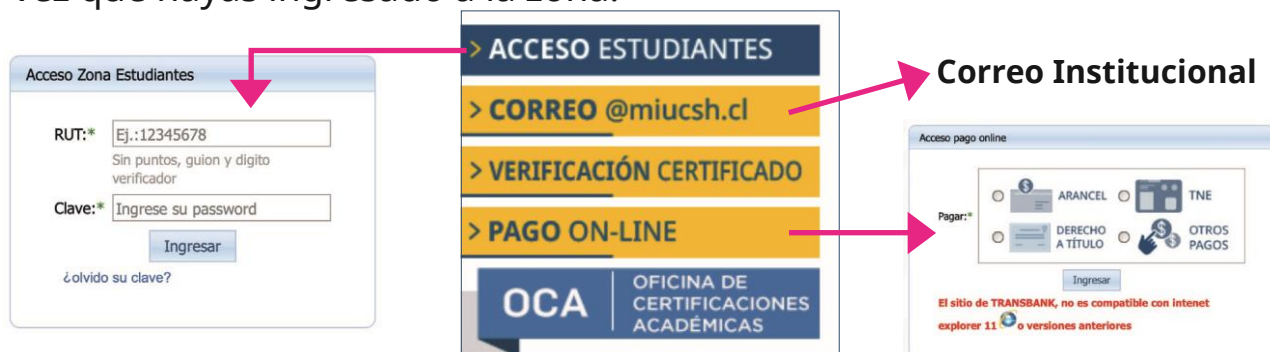 vez que hayas ingresado a la zona.
Acceso Zona Estudiantes
RUT:* Ej.:12345678
Sin puntos, guion y digito
verificador
Clave:* Ingrese su password
Ingresar
¿olvido su clave?
> ACCESO ESTUDIANTES
> CORREO @miucsh.cl
> VERIFICACIÓN CERTIFICADO
> PAGO ON-LINE
OCA
OFICINA DE
CERTIFICACIONES
ACADÉMICAS
Correo Institucional
Acceso pago online
Pagar:*
ARANCEL
TNE
DERECHO
A TÍTULO
OTROS
PAGOS
Ingresar
El sitio de TRANSBANK, no es compatible con intenet
explorer 11 o versiones anteriores